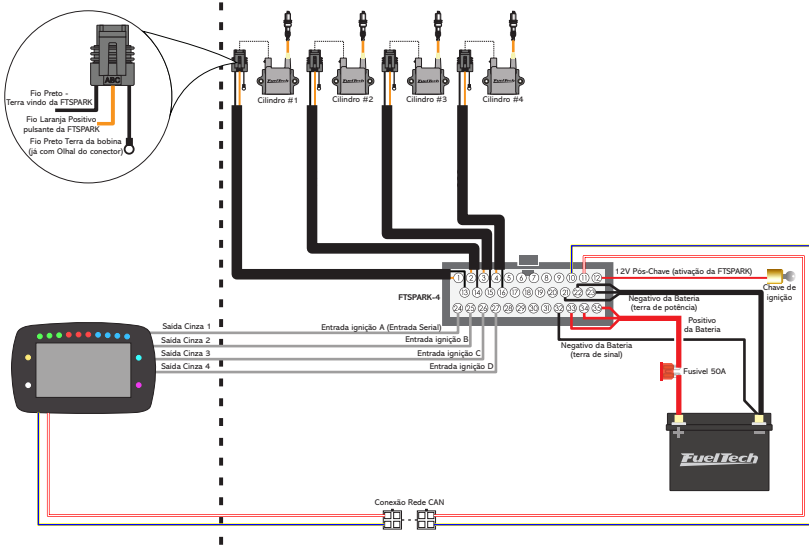 ABC
Fio Preto -
Terra vindo da FTSPARK
Fio Laranja Positivo
pulsante da FTSPARK
Fio Preto Terra da bobina
(já com Olhal do conector)
FuelTech
FuelTech
FuelTech
FuelTech
Cilindro #1
Cilindro #2
Cilindro #3
Cilindro #4
FTSPARK-4
1 2 3 4 5 6 7 8 9 10 11 12
13 14 15 16 17 18 19 20 21 22 23
24 25 26 27 28 29 30 31 32 33 34 35
12V Pós-Chave (ativação da FTSPARK)
Chave de
ignição
Negativo da Bateria
(terra de potência)
Positivo
da Bateria
Negativo da Bateria
(terra de sinal)
Fusivel 50A
Saida Cinza 1
Saida Cinza 2
Saida Cinza 3
Saida Cinza 4
Entrada ignição A (Entrada Serial)
Entrada ignição B
Entrada ignição C
Entrada ignição D
+ −
FuelTech
Conexão Rede CAN